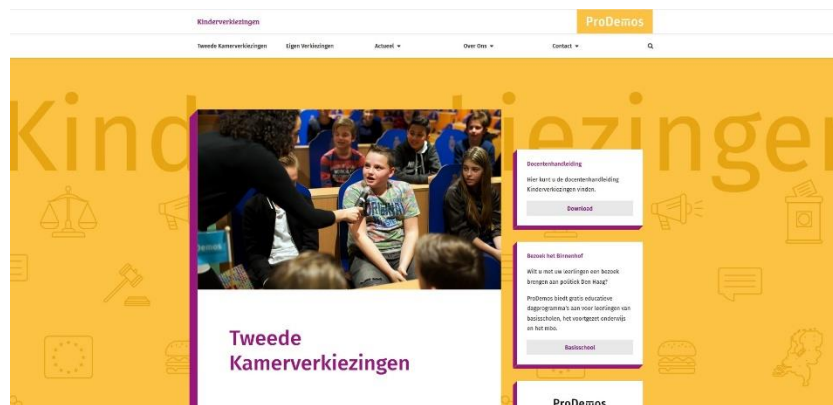 Kinderverkiezingen
ProDemos
Tweede Kamerverkiezingen
Eigen Verkiezingen
Actueel
Over Ons
Contact
Kind
iezingen
Docentenhandleiding
Hier kunt u de docentenhandleiding
Kinderverkiezingen vinden.
Download
Bezoek het Binnenhof
Wilt u met uw leerlingen een bezoek
brengen aan politiek Den Haag?
ProDemos biedt gratis educatieve
dagprogramma's aan voor leerlingen van
basisscholen, het voortgezet onderwijs
en het mbo.
Basisschool
Tweede
Kamerverkiezingen
ProDemos